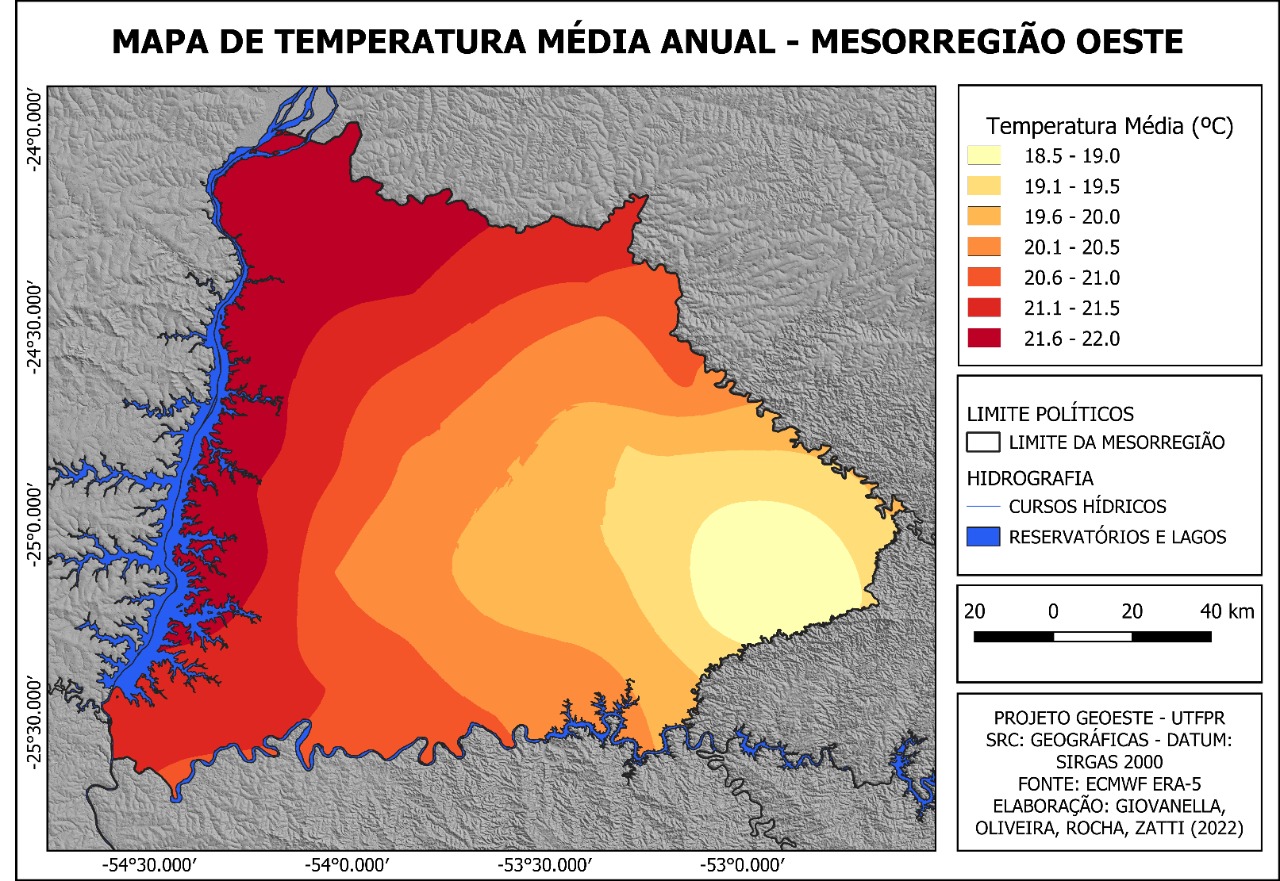 MAPA DE TEMPERATURA MÉDIA ANUAL - MESORREGIÃO OESTE
-24°0.000'
-24°30.000'
-25°0.000'
-25°30.000'
-54°30.000'
-54°0.000'
-53°30.000'
-53°0.000'
Temperatura Média (ºC)
18.5 - 19.0
19.1 - 19.5
19.6 - 20.0
20.1 - 20.5
20.6 - 21.0
21.1 - 21.5
21.6 - 22.0
LIMITE POLÍTICOS
LIMITE DA MESORREGIÃO
HIDROGRAFIA
CURSOS HÍDRICOS
RESERVATÓRIOS E LAGOS
20 0 20 40 km
PROJETO GEOESTE - UTFPR
SRC: GEOGRÁFICAS - DATUM:
SIRGAS 2000
FONTE: ECMWF ERA-5
ELABORAÇÃO: GIOVANELLA,
OLIVEIRA, ROCHA, ZATTI (2022)